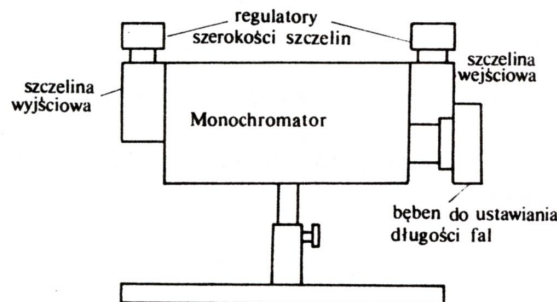 regulatory
szerokości szczelin
szczelina
wyjściowa
szczelina
wejściowa
Monochromator
bęben do ustawiania
długości fal